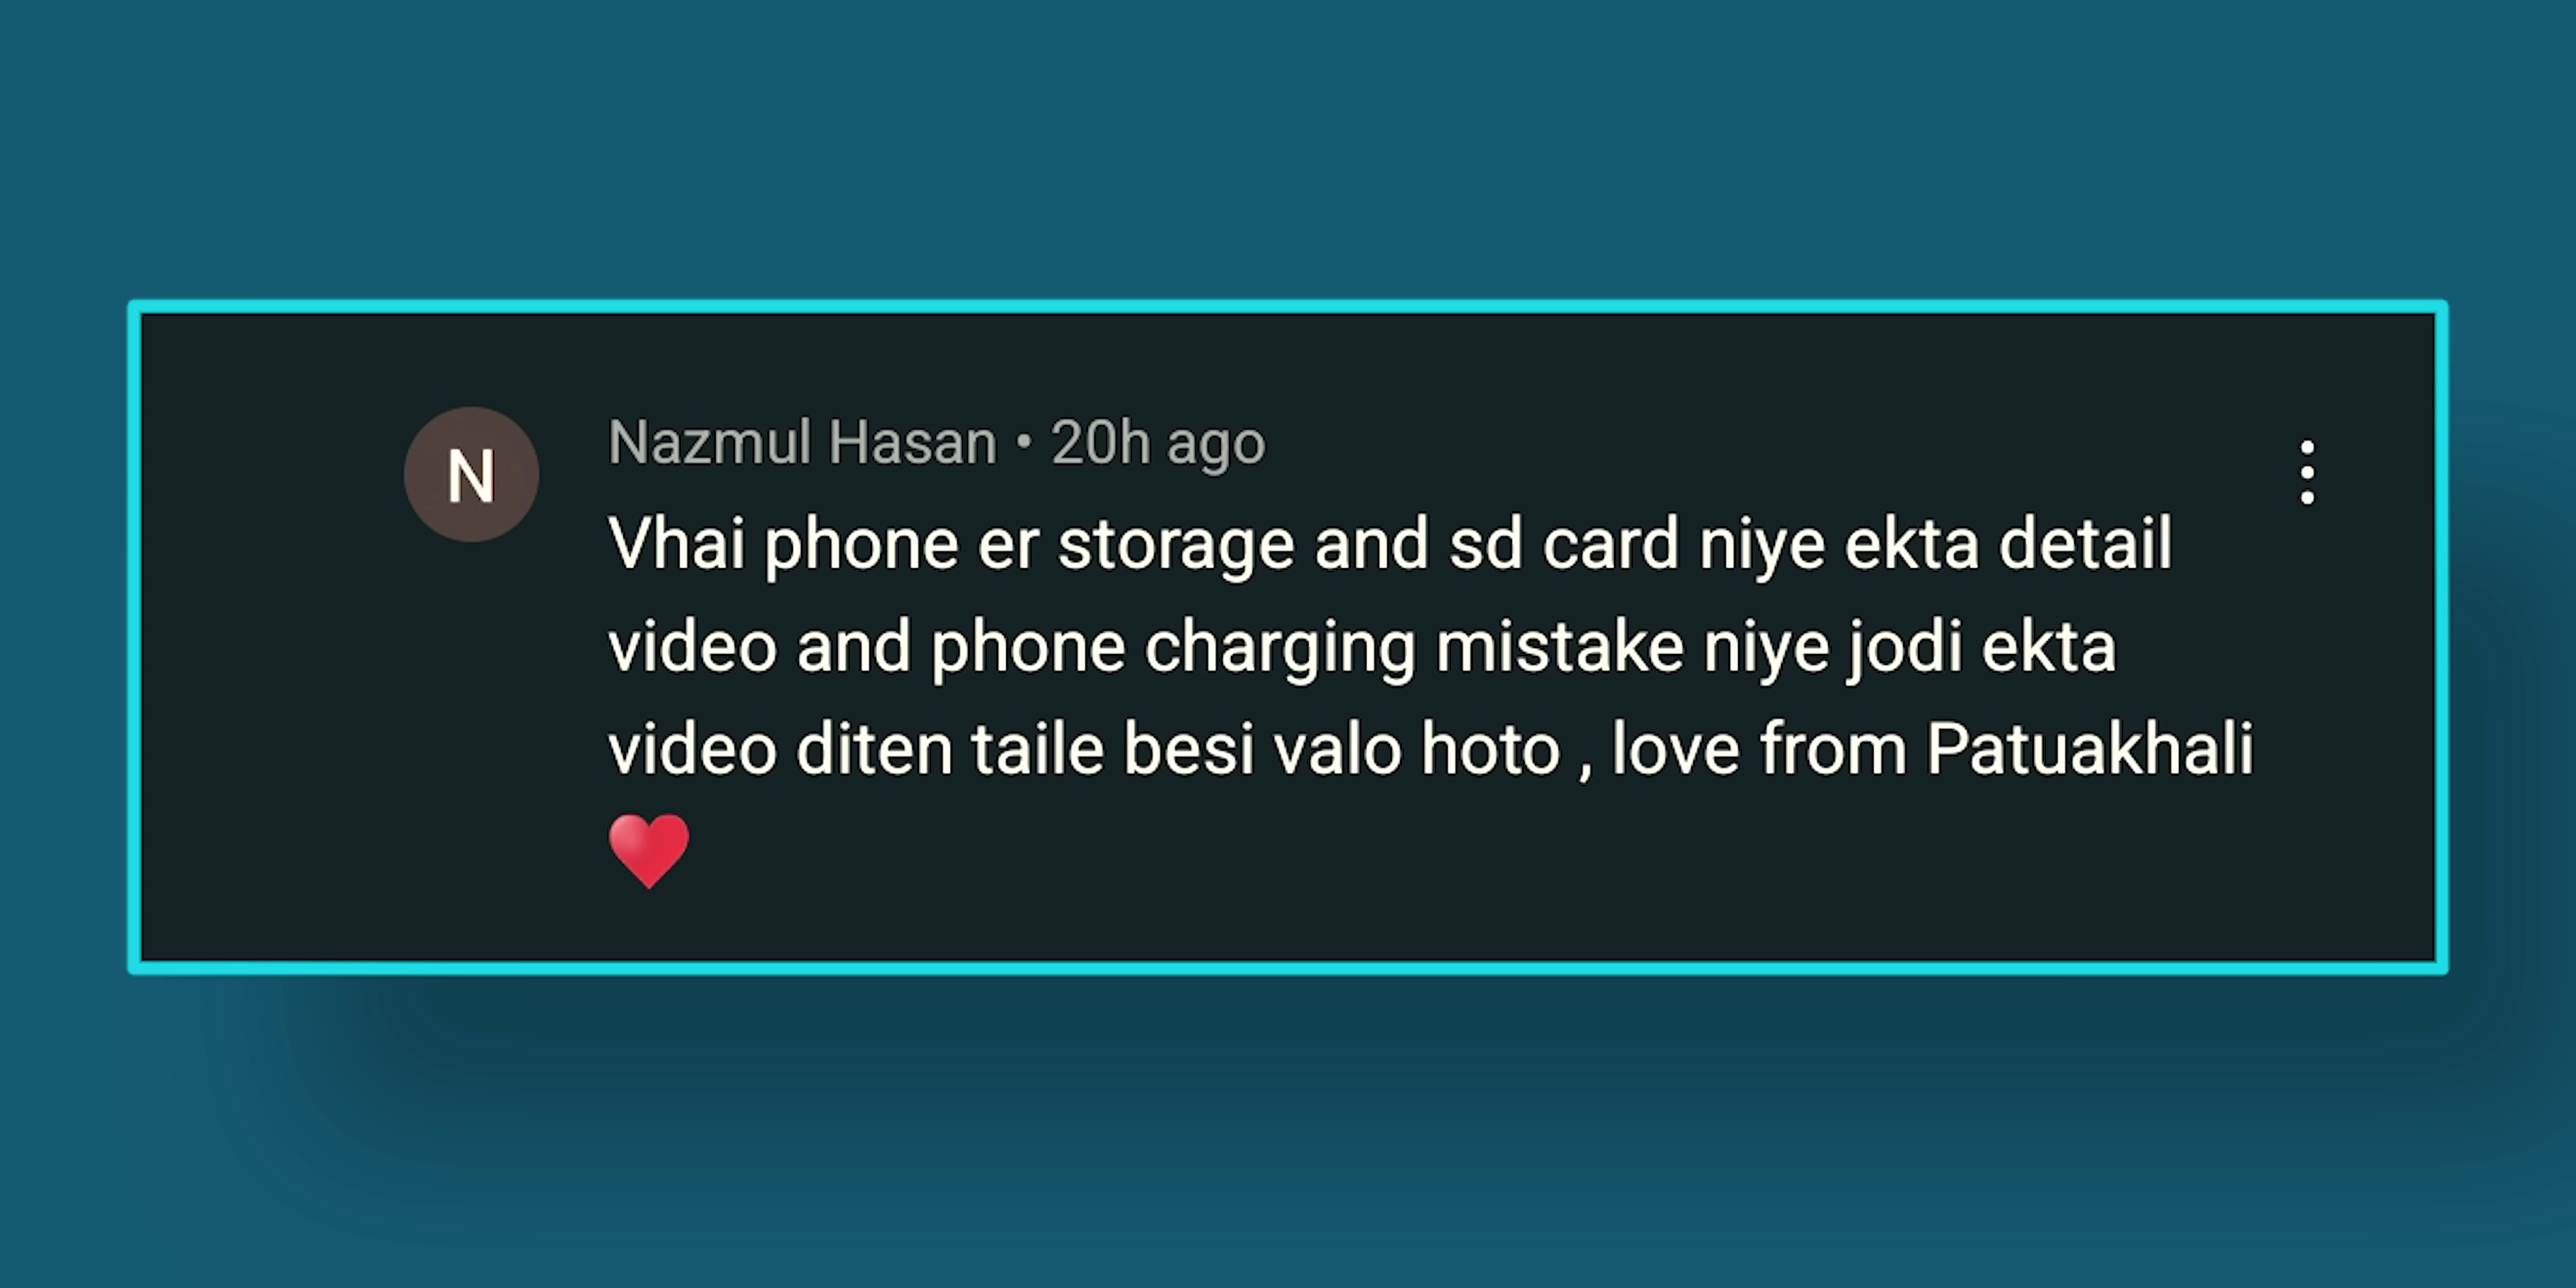 N
Nazmul Hasan • 20h ago
Vhai phone er storage and sd card niye ekta detail
video and phone charging mistake niye jodi ekta
video diten taile besi valo hoto , love from Patuakhali
♥️